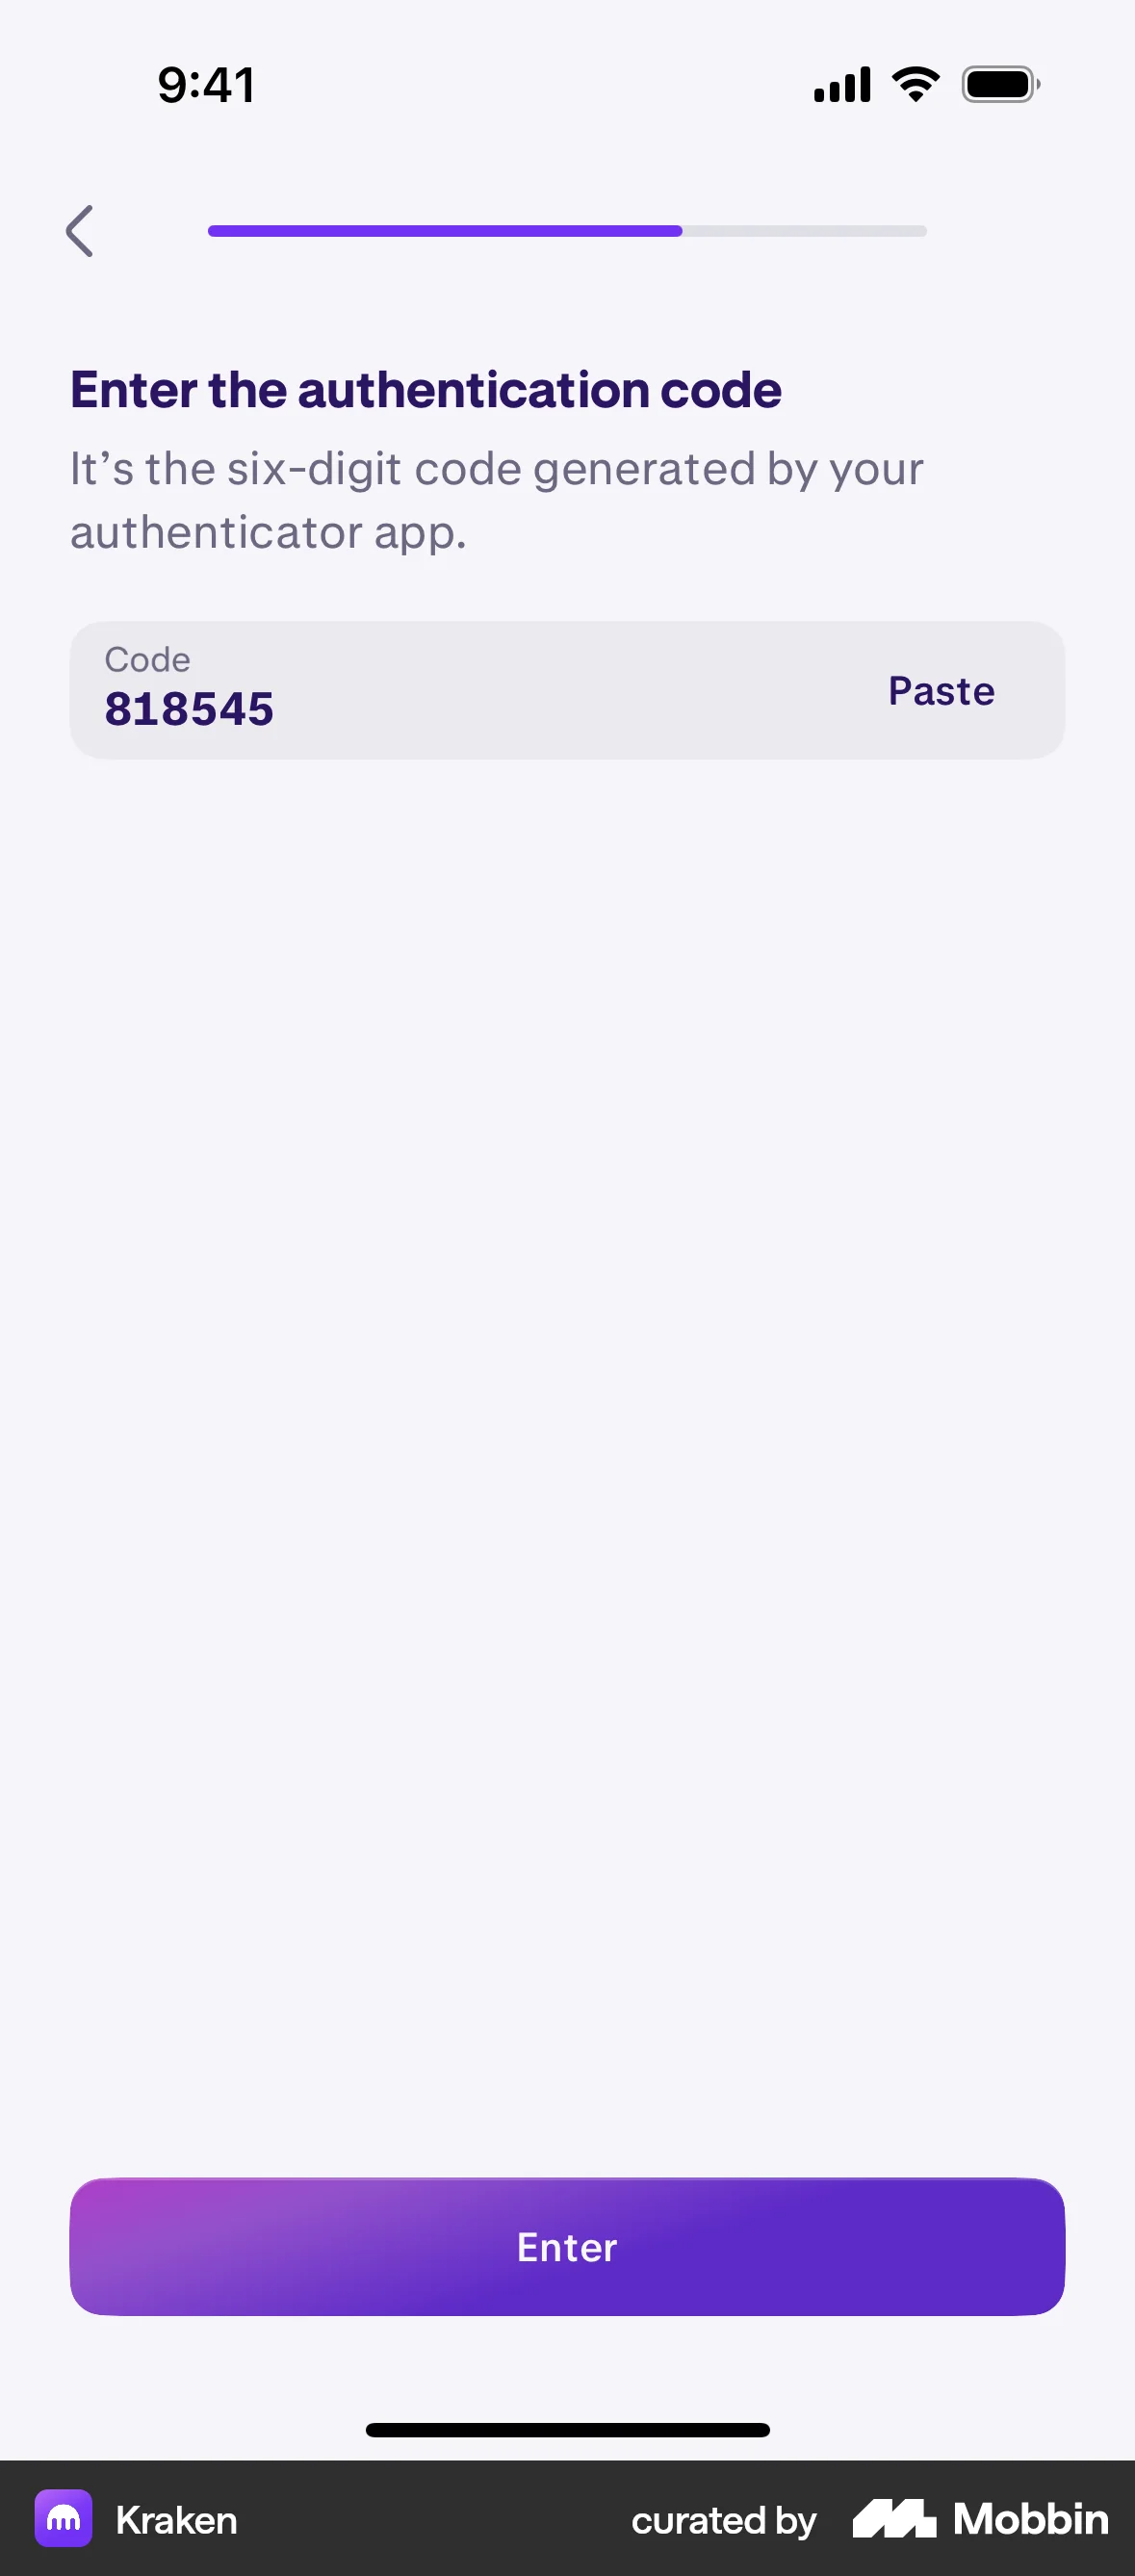 9:41
Enter the authentication code
It’s the six-digit code generated by your
authenticator app.
Code
818545
Paste
Enter
Kraken
curated by Mobbin